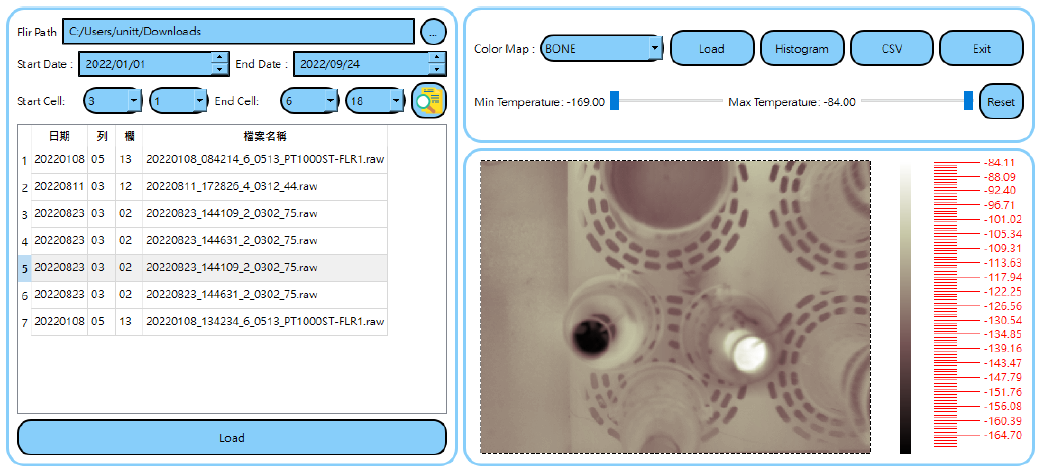 Flir Path C:/Users/unitt/Downloads ...
Start Date : 2022/01/01 End Date : 2022/09/24
Start Cell: 3 1 End Cell: 6 18
日期 列 欄 檔案名稱
1 20220108 05 13 20220108_084214_6_0513_PT1000ST-FLR1.raw
2 20220811 03 12 20220811_172826_4_0312_44.raw
3 20220823 03 02 20220823_144109_2_0302_75.raw
4 20220823 03 02 20220823_144631_2_0302_75.raw
5 20220823 03 02 20220823_144109_2_0302_75.raw
6 20220823 03 02 20220823_144631_2_0302_75.raw
7 20220108 05 13 20220108_134234_6_0513_PT1000ST-FLR1.raw
Load
Color Map : BONE Load Histogram CSV Exit
Min Temperature: -169.00 Max Temperature: -84.00 Reset
-84.11
-88.09
-92.40
-96.71
-101.02
-105.34
-109.31
-113.63
-117.94
-122.25
-126.56
-130.54
-134.85
-139.16
-143.47
-147.79
-151.76
-156.08
-160.39
-164.70